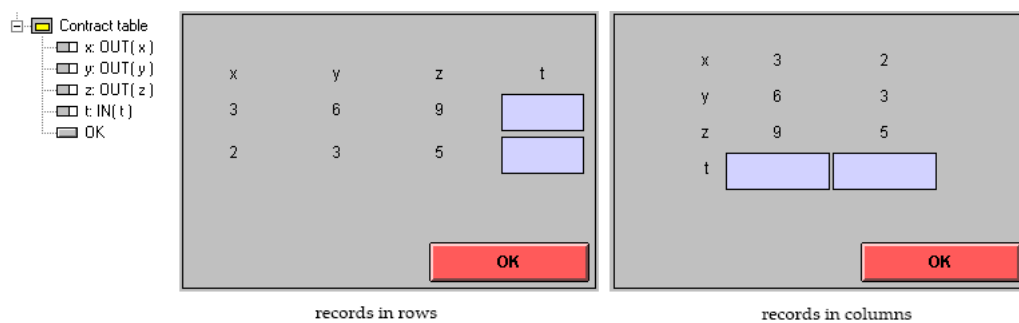 Contract table
x: OUT( x )
y: OUT( y )
z: OUT( z )
t: IN( t )
OK
x y z t
3 6 9
2 3 5
OK
records in rows
x 3 2
y 6 3
z 9 5
t
OK
records in columns